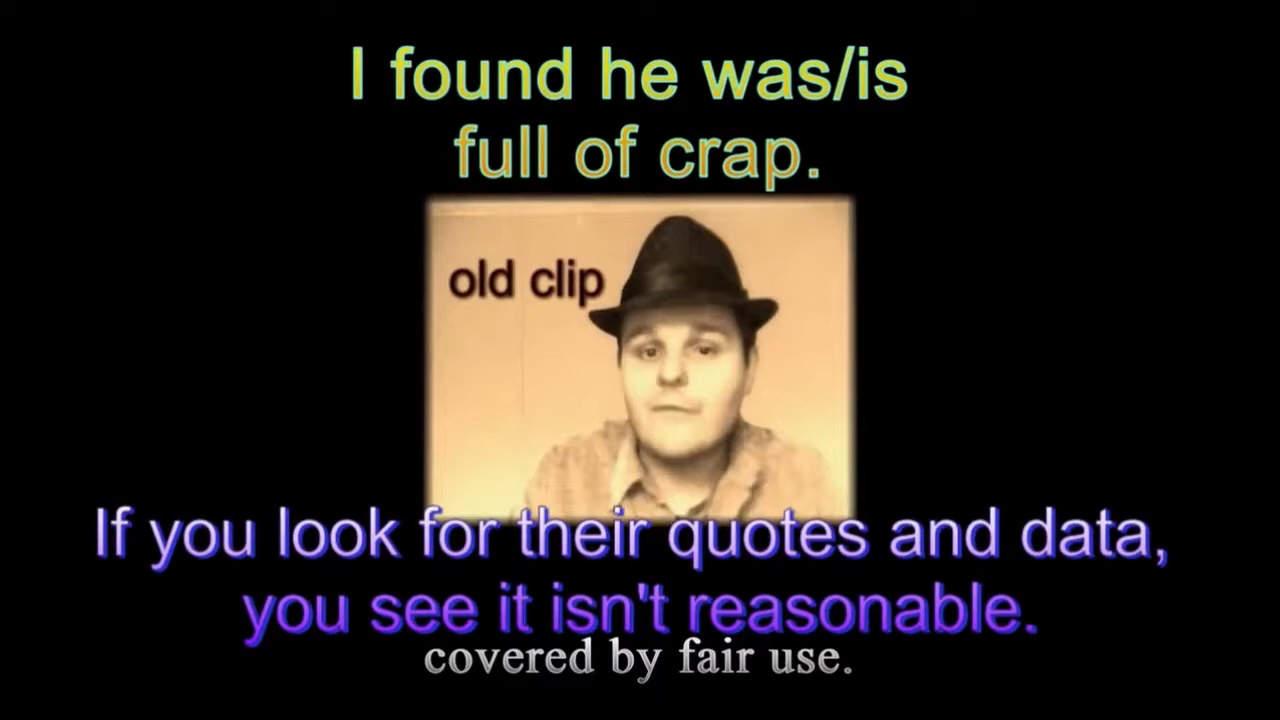 I found he was/is
full of crap.
old clip
If you look for their quotes and data,
you see it isn't reasonable.
covered by fair use.